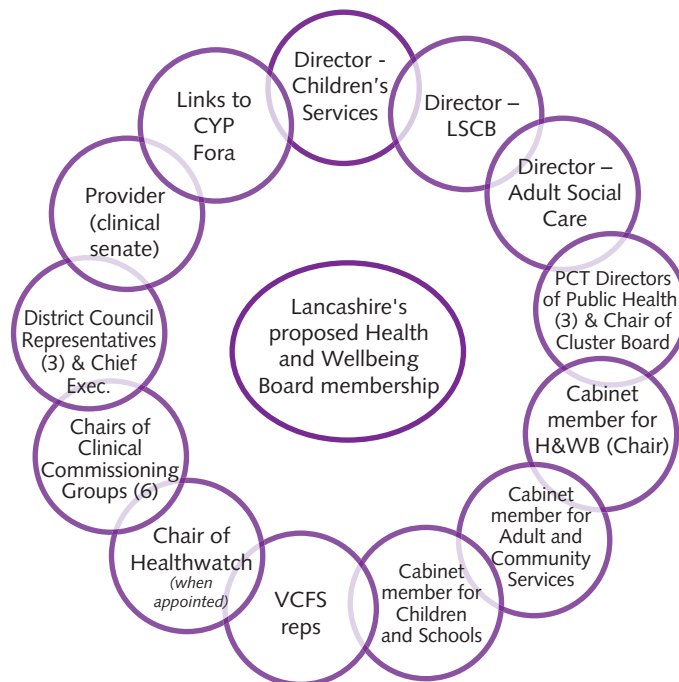 Director -
Children's
Services
Director –
LSCB
Director –
Adult Social
Care
PCT Directors
of Public Health
(3) & Chair of
Cluster Board
Cabinet
member for
H&WB (Chair)
Cabinet
member for
Adult and
Community
Services
Cabinet
member for
Children
and Schools
VCFS
reps
Chair of
Healthwatch
(when
appointed)
Chairs of
Clinical
Commissioning
Groups (6)
District Council
Representatives
(3) & Chief
Exec.
Provider
(clinical
senate)
Links to
CYP
Fora
Lancashire's
proposed Health
and Wellbeing
Board membership